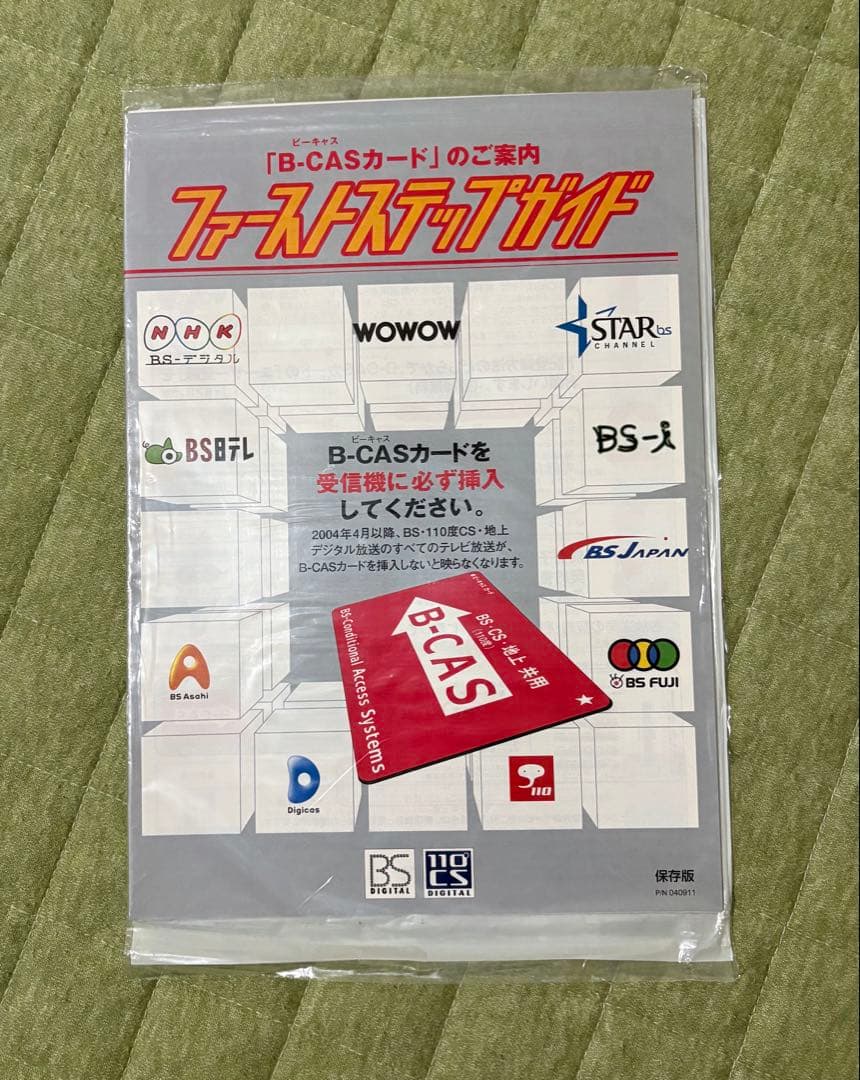 ビーキャス
「B-CASカード」のご案内
ファーストステップガイド
NHK
BS-デジタル
WOWOW
STAR bs
CHANNEL
BS日テレ
BS-i
ビーキャス
B-CASカードを
受信機に必ず挿入
してください。
2004年4月以降、BS・110度CS・地上
デジタル放送のすべてのテレビ放送が、
B-CASカードを挿入しないと映らなくなります。
BS JAPAN
BS・CS・地上 共用
(110度)
B-CAS
BS-Conditional Access Systems
BS Asahi
BS FUJI
Digicas
110
BS
DIGITAL
110°
CS
DIGITAL
保存版
P/N 040911